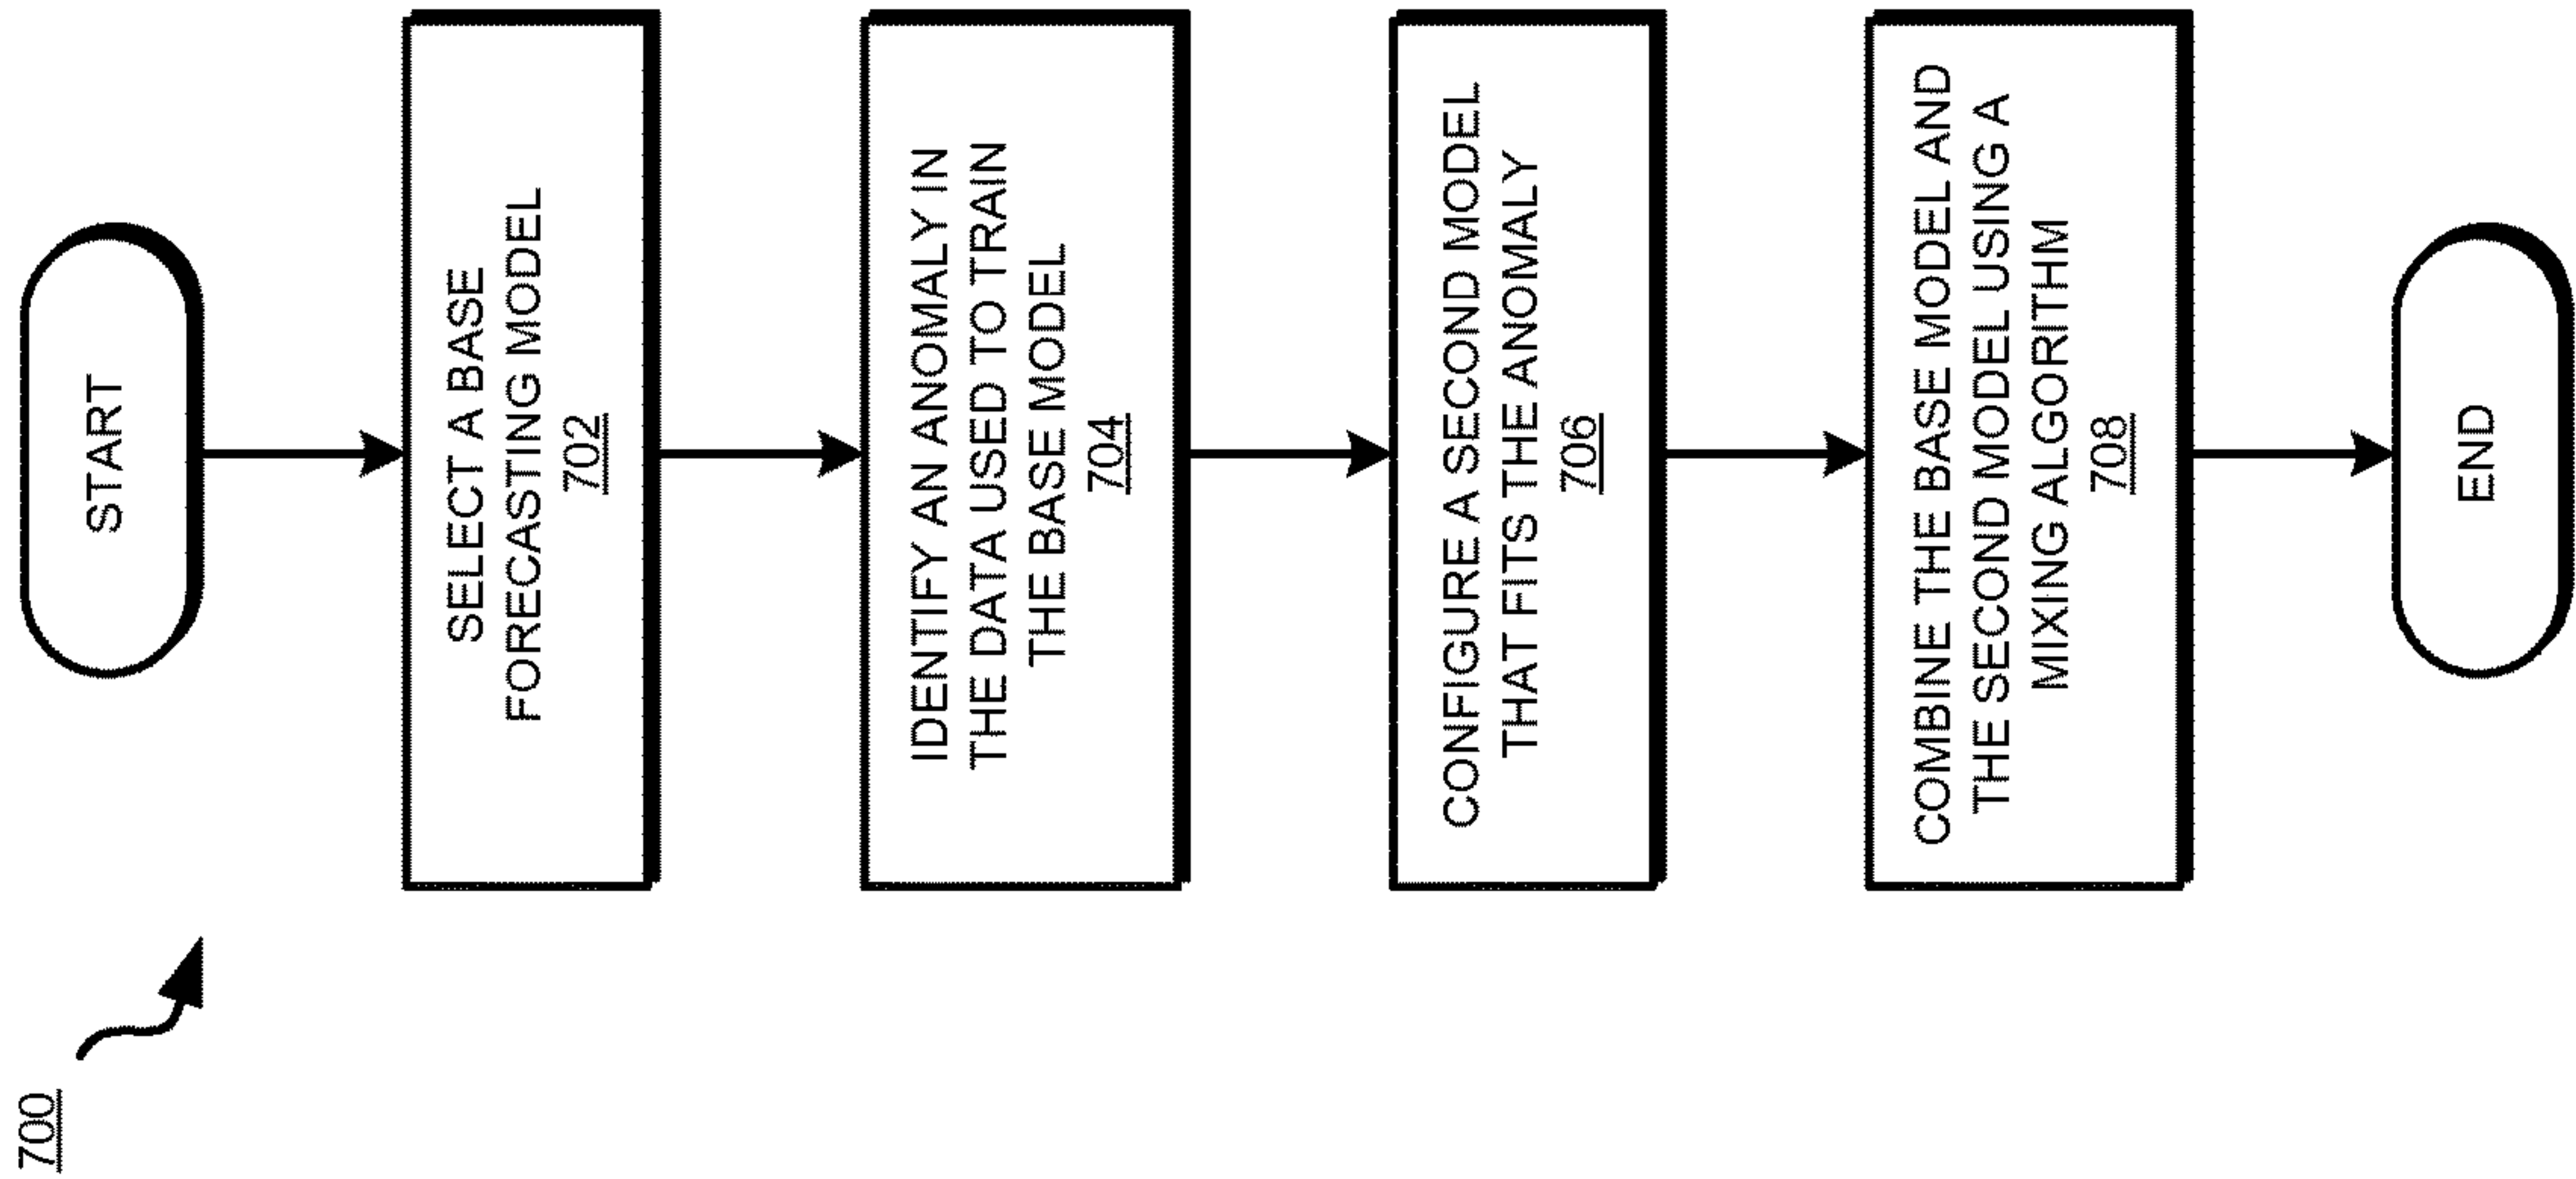 700
START
SELECT A BASE
FORECASTING MODEL
702
IDENTIFY AN ANOMALY IN
THE DATA USED TO TRAIN
THE BASE MODEL
704
CONFIGURE A SECOND MODEL
THAT FITS THE ANOMALY
706
COMBINE THE BASE MODEL AND
THE SECOND MODEL USING A
MIXING ALGORITHM
708
END